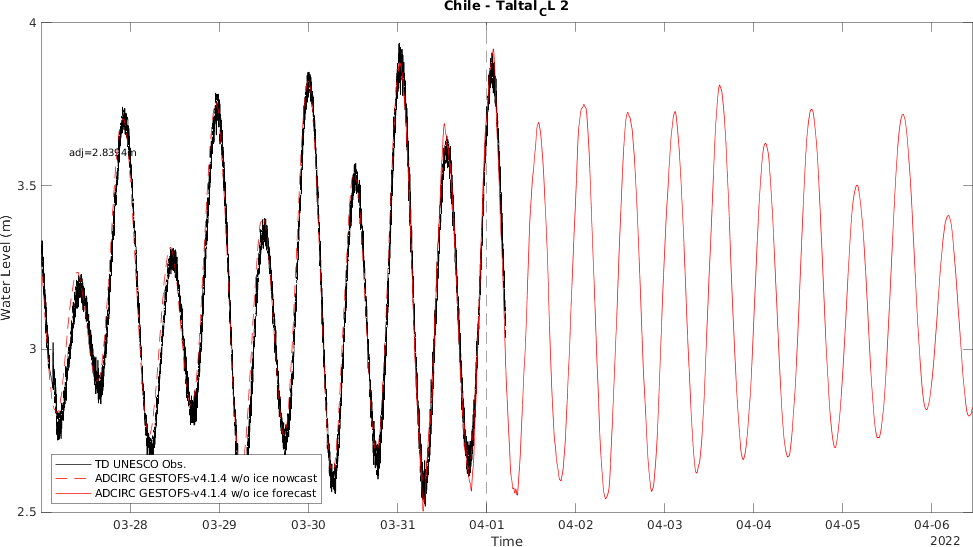 Chile - TaltalCL 2
4
3.5
3
2.5
Water Level (m)
adj=2.8394m
TD UNESCO Obs.
ADCIRC GESTOFS-v4.1.4 w/o ice nowcast
ADCIRC GESTOFS-v4.1.4 w/o ice forecast
03-28 03-29 03-30 03-31 04-01 04-02 04-03 04-04 04-05 04-06
Time
2022